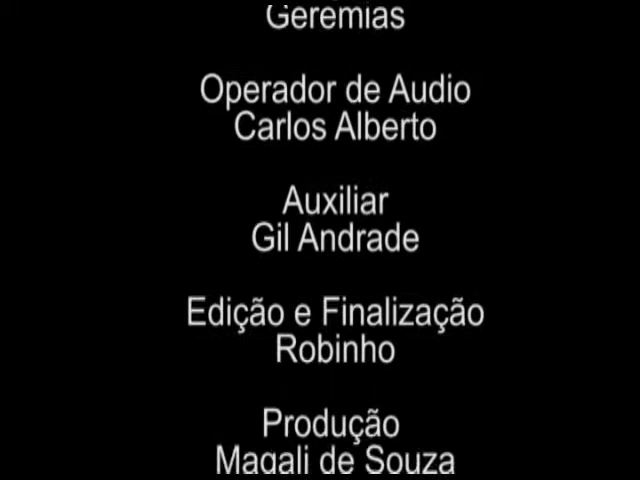 Geremias
Operador de Audio
Carlos Alberto
Auxiliar
Gil Andrade
Edição e Finalização
Robinho
Produção
Magali de Souza